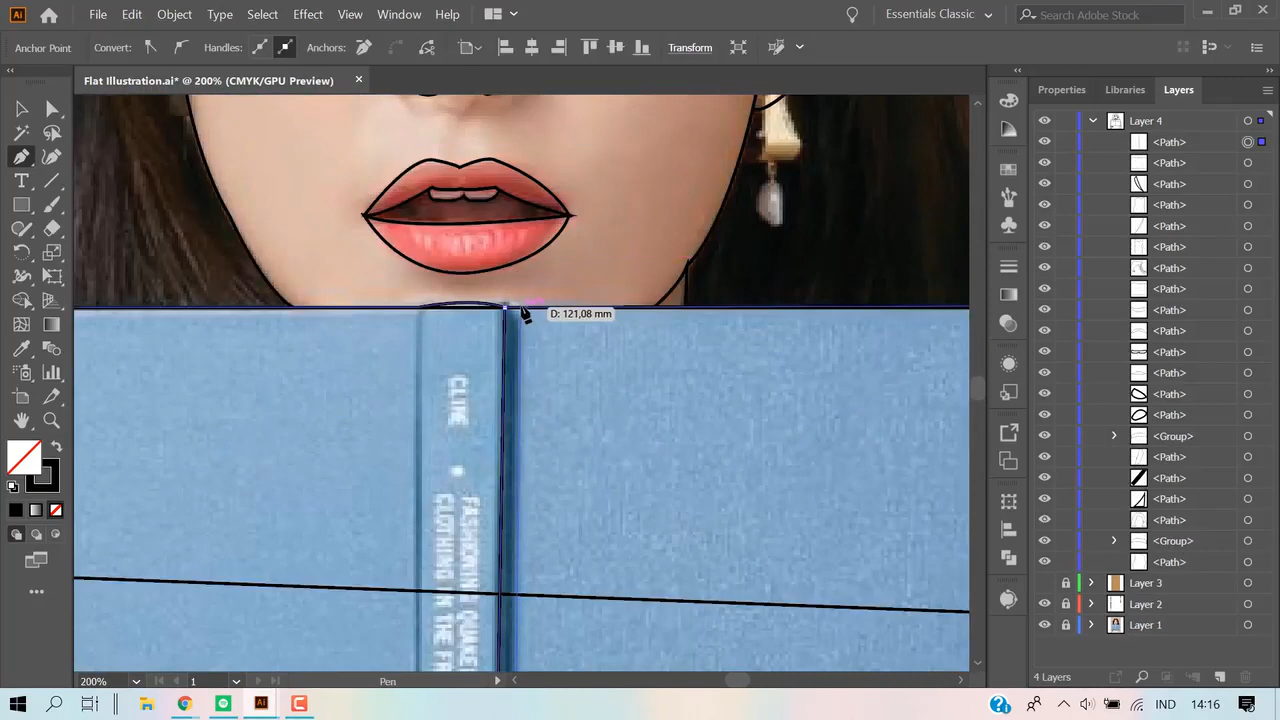 File Edit Object Type Select Effect View Window Help
Essentials Classic
Search Adobe Stock
Anchor Point
Convert:
Handles:
Anchors:
Transform
Flat Illustration.ai* @ 200% (CMYK/GPU Preview)
Properties Libraries Layers
Layer 4
<Path>
<Path>
<Path>
<Path>
<Path>
<Path>
<Path>
<Path>
<Path>
<Path>
<Path>
<Path>
<Path>
<Path>
<Group>
<Path>
<Path>
<Path>
<Path>
<Group>
<Path>
Layer 3
Layer 2
Layer 1
D: 121,08 mm
200%
1
Pen
4 Layers
IND
14:16